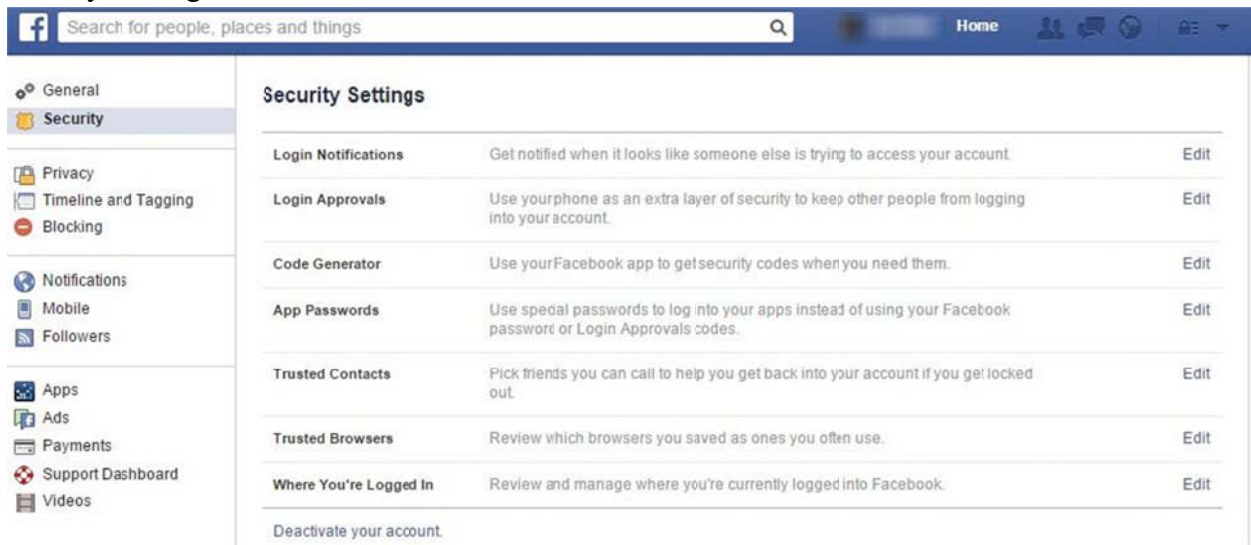 f
Search for people, places and things
Home
General
Security
Privacy
Timeline and Tagging
Blocking
Notifications
Mobile
Followers
Apps
Ads
Payments
Support Dashboard
Videos
Security Settings
Login Notifications Get notified when it looks like someone else is trying to access your account. Edit
Login Approvals Use your phone as an extra layer of security to keep other people from logging Edit
into your account.
Code Generator Use your Facebook app to get security codes when you need them. Edit
App Passwords Use special passwords to log into your apps instead of using your Facebook Edit
password or Login Approvals codes.
Trusted Contacts Pick friends you can call to help you get back into your account if you get locked Edit
out.
Trusted Browsers Review which browsers you saved as ones you often use. Edit
Where You're Logged In Review and manage where you're currently logged into Facebook. Edit
Deactivate your account.